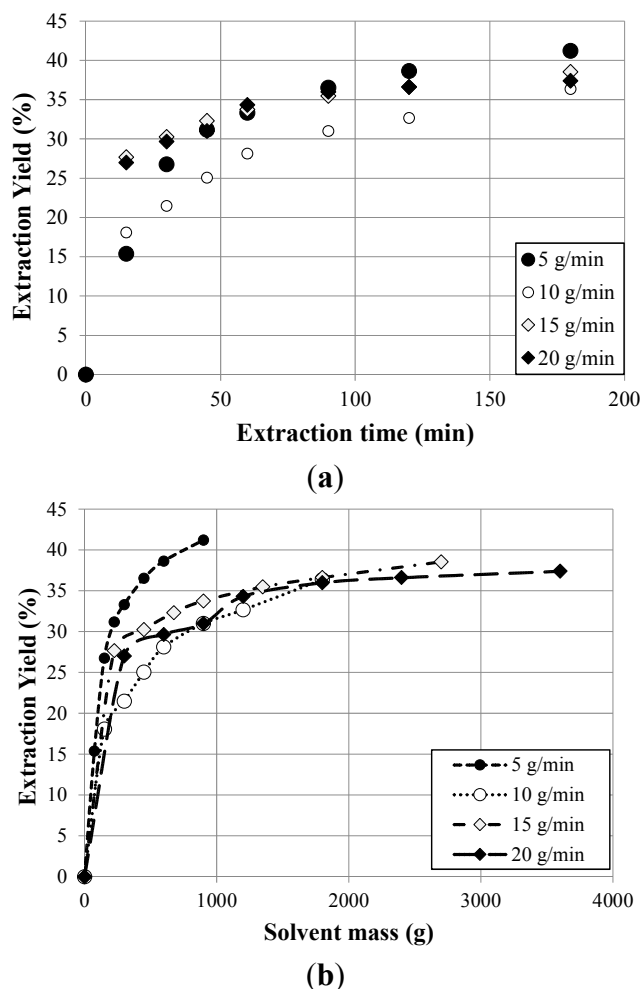 45
40
35
30
25
20
15
10
5
0
Extraction Yield (%)
0 50 100 150 200
Extraction time (min)
5 g/min
10 g/min
15 g/min
20 g/min
(a)
45
40
35
30
25
20
15
10
5
0
Extraction Yield (%)
0 1000 2000 3000 4000
Solvent mass (g)
5 g/min
10 g/min
15 g/min
20 g/min
(b)